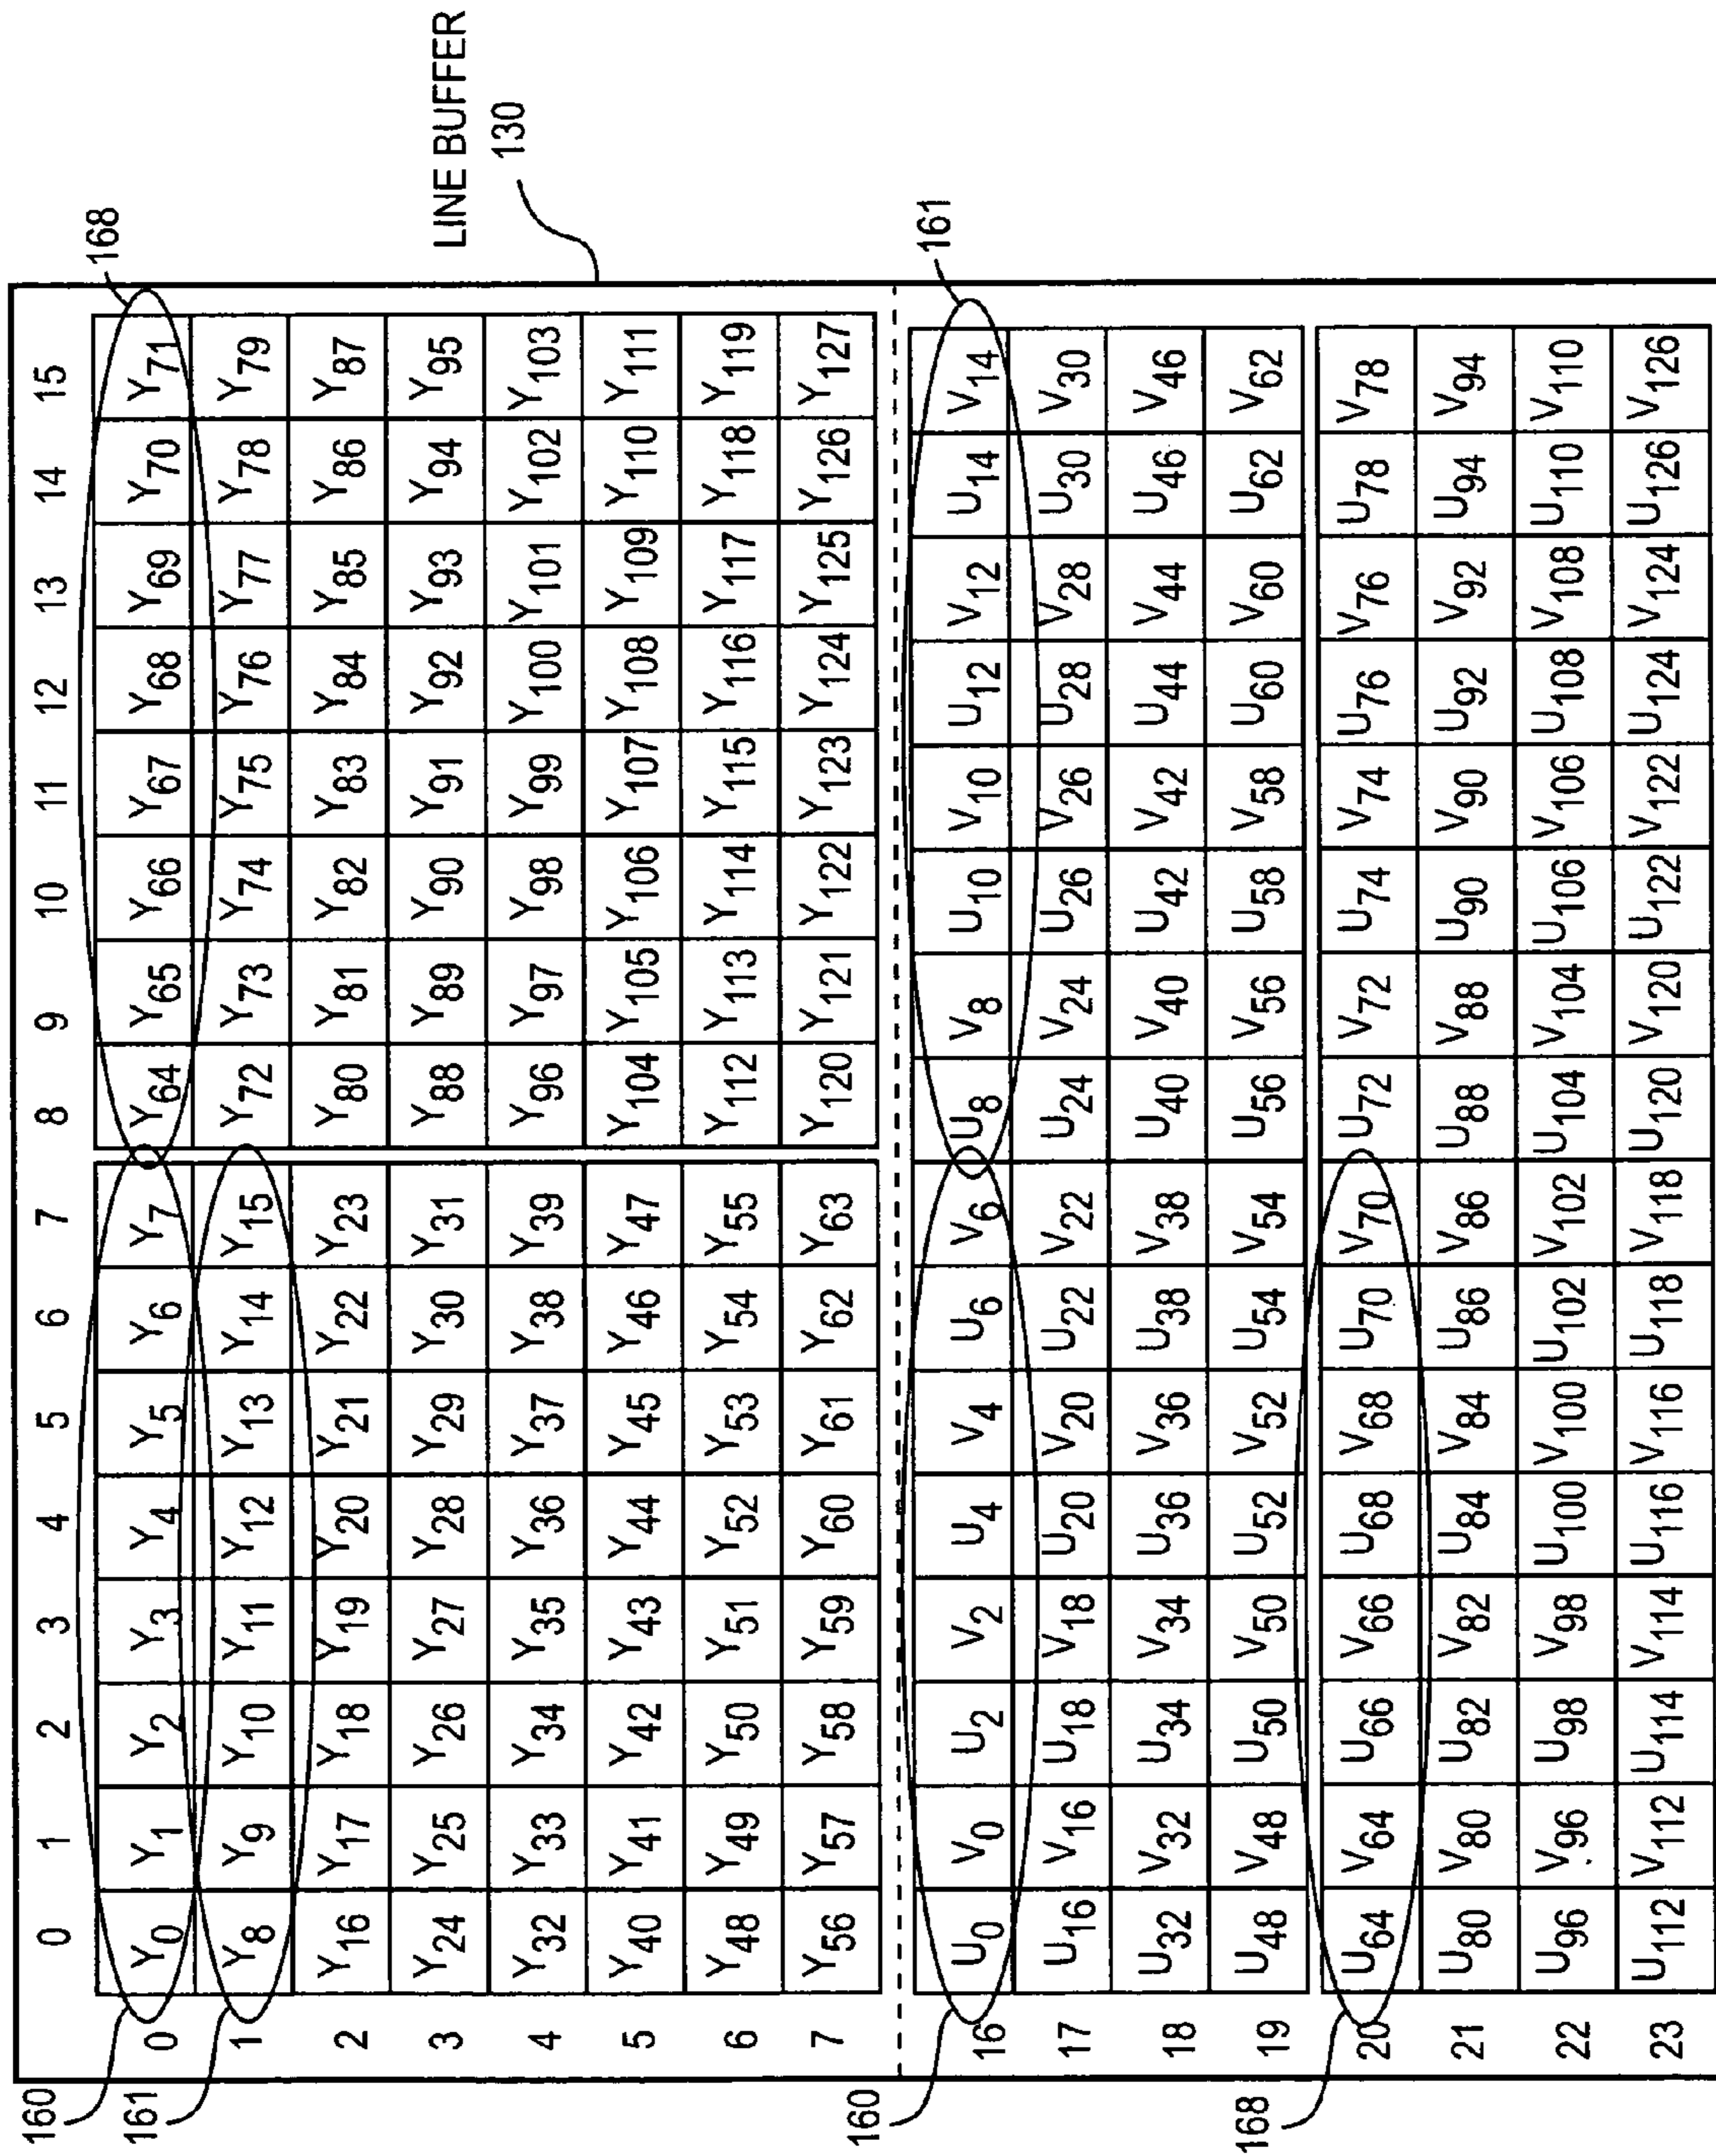 LINE BUFFER
130
0 1 2 3 4 5 6 7 8 9 10 11 12 13 14 15
160
168
0 Y0 Y1 Y2 Y3 Y4 Y5 Y6 Y7 Y64 Y65 Y66 Y67 Y68 Y69 Y70 Y71
161
1 Y8 Y9 Y10 Y11 Y12 Y13 Y14 Y15 Y72 Y73 Y74 Y75 Y76 Y77 Y78 Y79
2 Y16 Y17 Y18 Y19 Y20 Y21 Y22 Y23 Y80 Y81 Y82 Y83 Y84 Y85 Y86 Y87
3 Y24 Y25 Y26 Y27 Y28 Y29 Y30 Y31 Y88 Y89 Y90 Y91 Y92 Y93 Y94 Y95
4 Y32 Y33 Y34 Y35 Y36 Y37 Y38 Y39 Y96 Y97 Y98 Y99 Y100 Y101 Y102 Y103
5 Y40 Y41 Y42 Y43 Y44 Y45 Y46 Y47 Y104 Y105 Y106 Y107 Y108 Y109 Y110 Y111
6 Y48 Y49 Y50 Y51 Y52 Y53 Y54 Y55 Y112 Y113 Y114 Y115 Y116 Y117 Y118 Y119
7 Y56 Y57 Y58 Y59 Y60 Y61 Y62 Y63 Y120 Y121 Y122 Y123 Y124 Y125 Y126 Y127
160
161
16 U0 V0 U2 V2 U4 V4 U6 V6 U8 V8 U10 V10 U12 V12 U14 V14
17 U16 V16 U18 V18 U20 V20 U22 V22 U24 V24 U26 V26 U28 V28 U30 V30
18 U32 V32 U34 V34 U36 V36 U38 V38 U40 V40 U42 V42 U44 V44 U46 V46
19 U48 V48 U50 V50 U52 V52 U54 V54 U56 V56 U58 V58 U60 V60 U62 V62
168
20 U64 V64 U66 V66 U68 V68 U70 V70 U72 V72 U74 V74 U76 V76 U78 V78
21 U80 V80 U82 V82 U84 V84 U86 V86 U88 V88 U90 V90 U92 V92 U94 V94
22 U96 V96 U98 V98 U100 V100 U102 V102 U104 V104 U106 V106 U108 V108 U110 V110
23 U112 V112 U114 V114 U116 V116 U118 V118 U120 V120 U122 V122 U124 V124 U126 V126